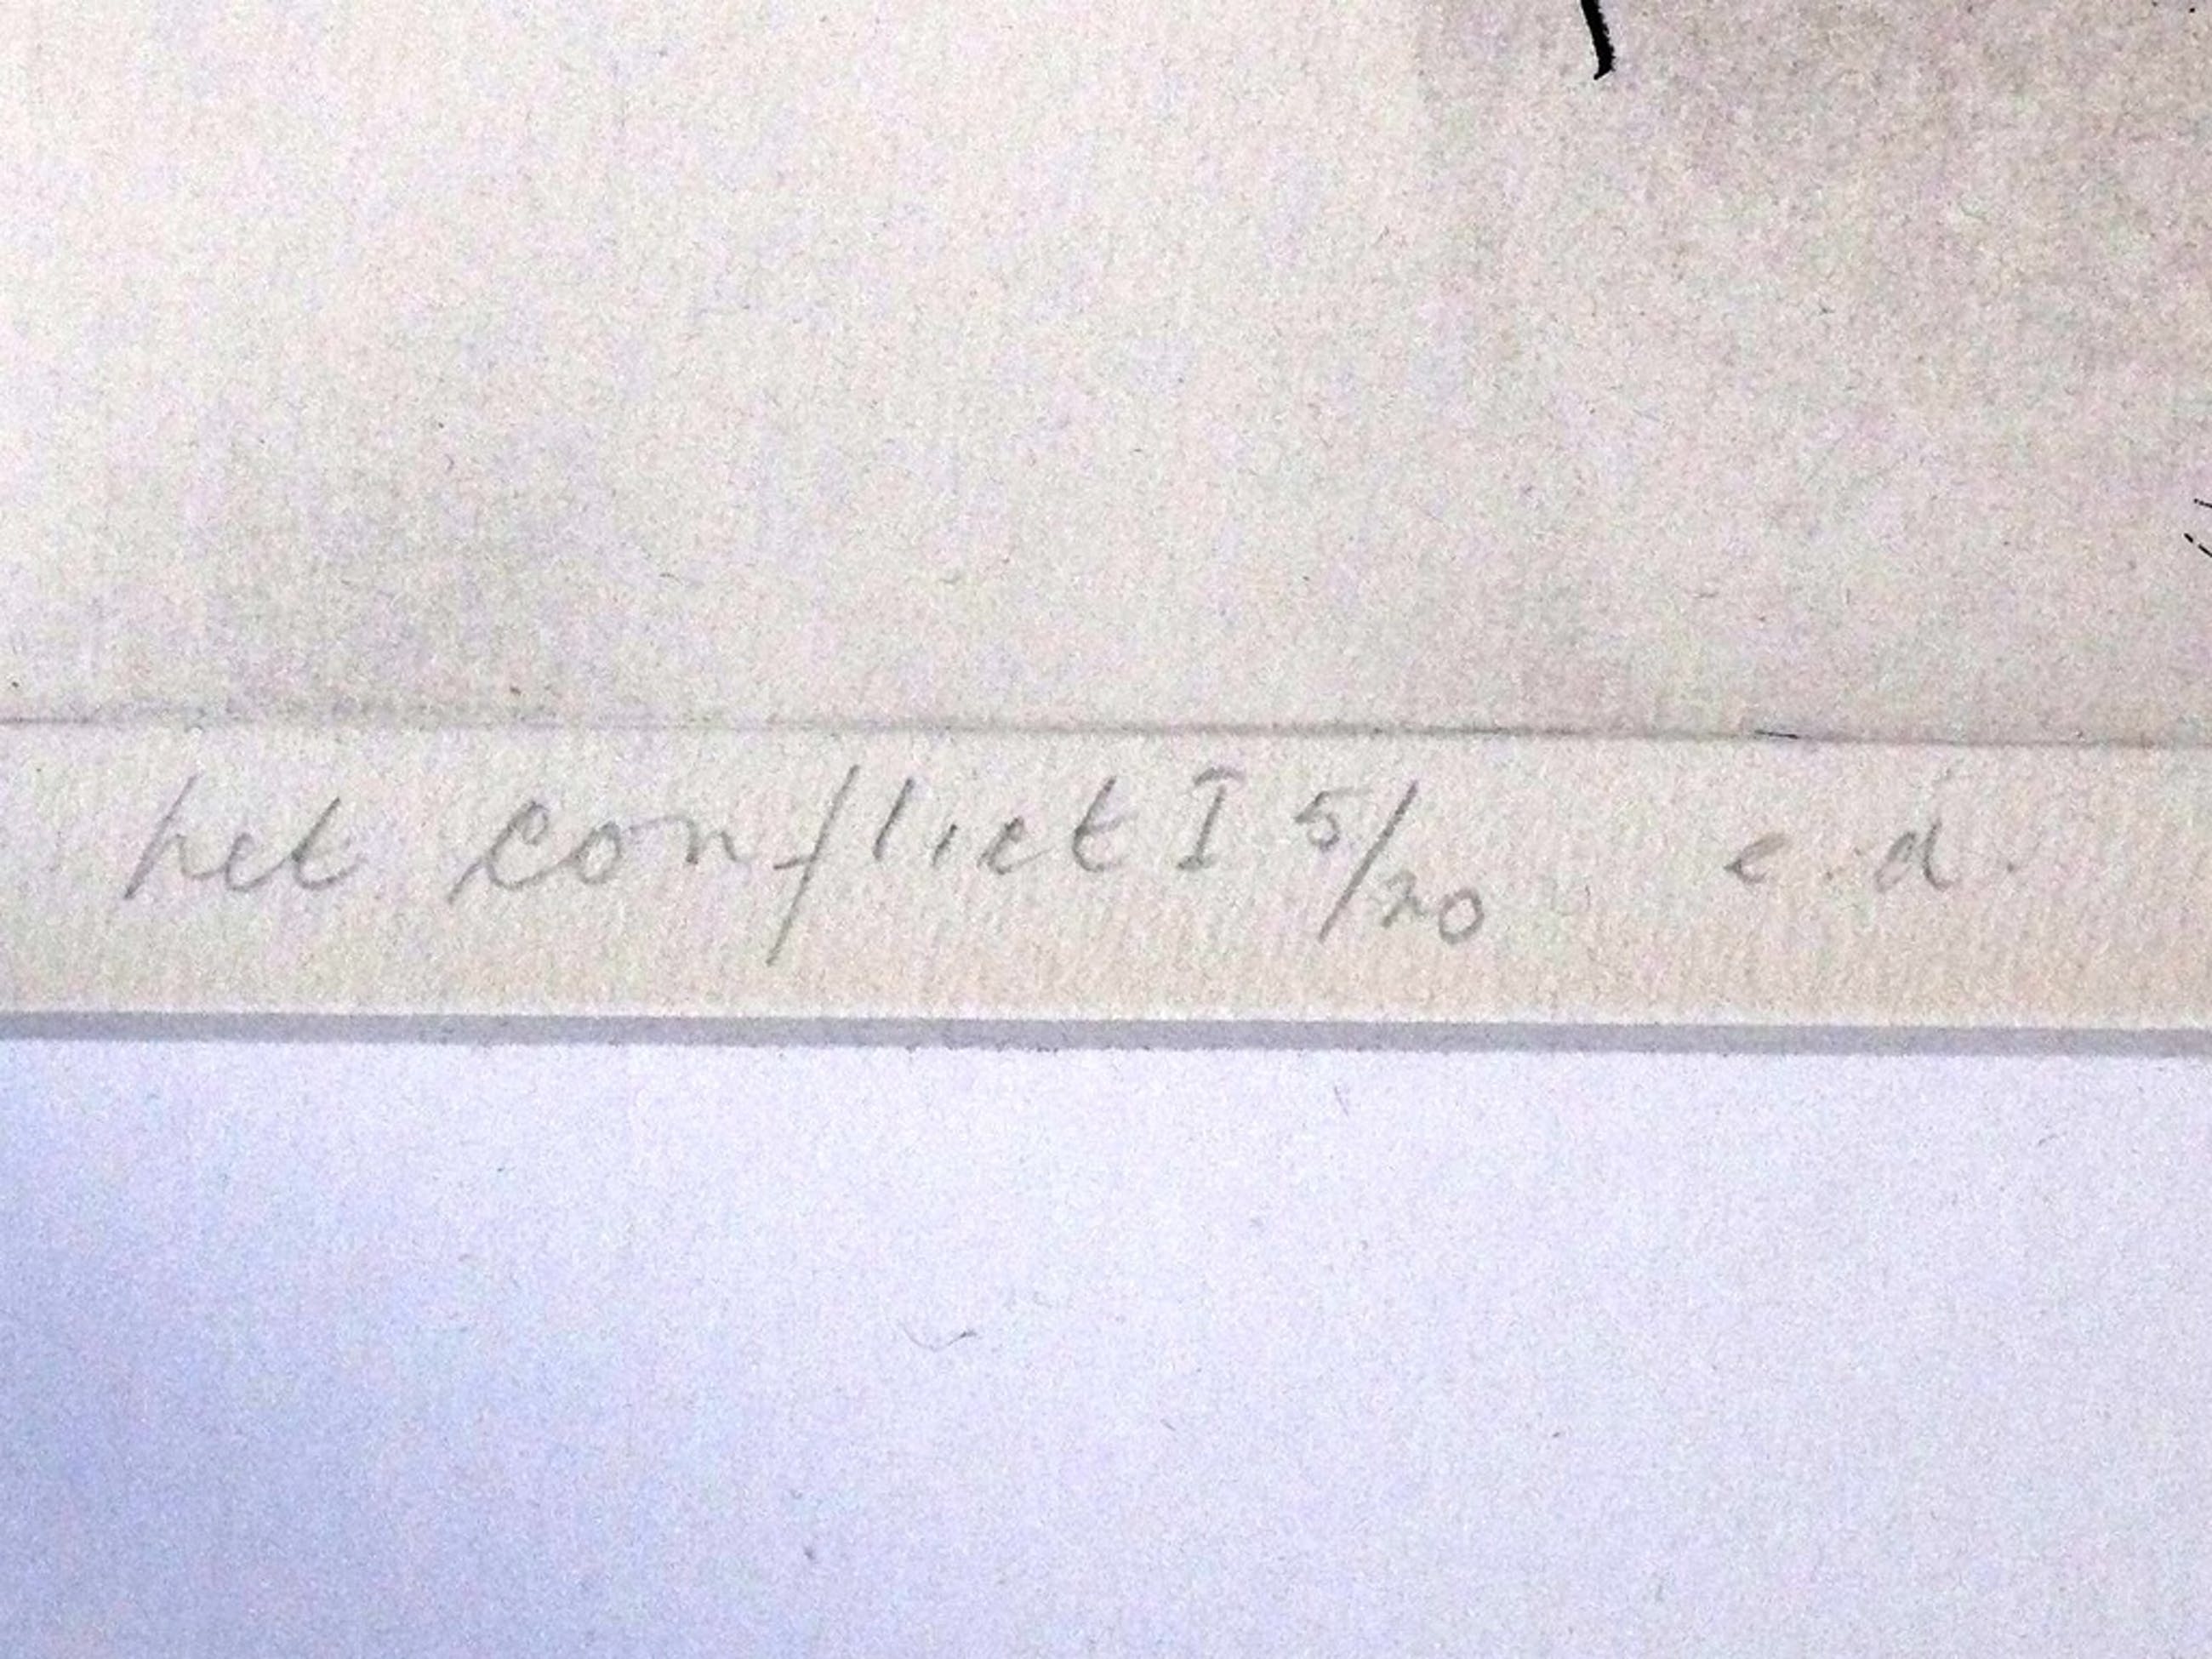 het conflict I 5/20 e.d.